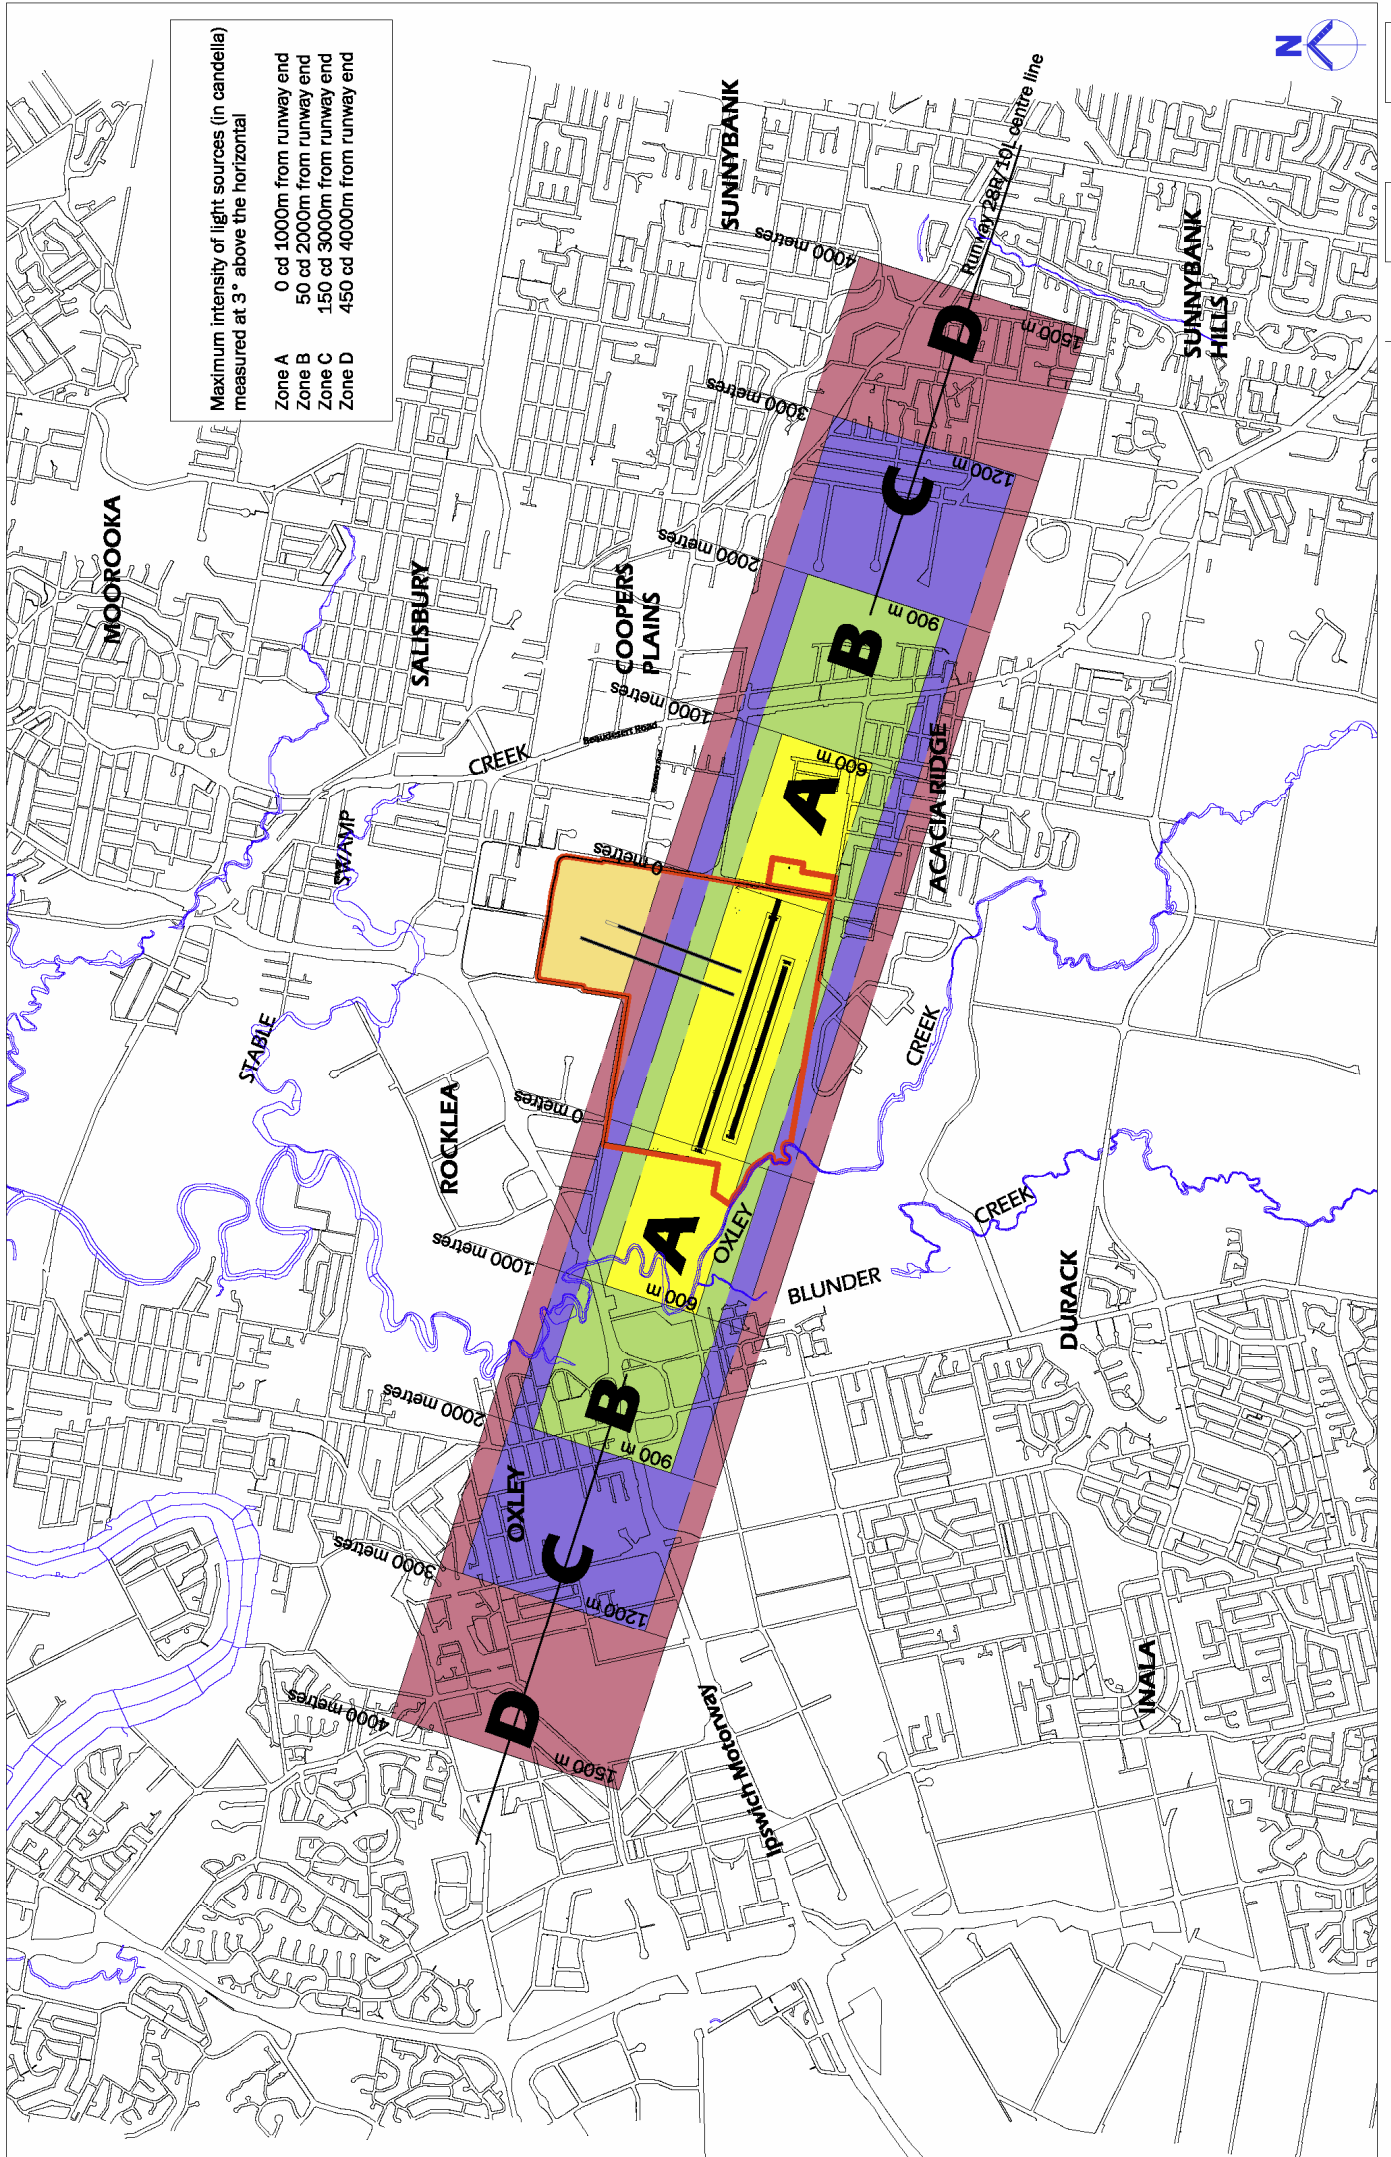 Maximum intensity of light sources (in candella)
measured at 3° above the horizontal
Zone A 0 cd 1000m from runway end
Zone B 50 cd 2000m from runway end
Zone C 150 cd 3000m from runway end
Zone D 450 cd 4000m from runway end
N
MOOROOKA
SALISBURY
COOPERS
PLAINS
SUNNYBANK
SUNNYBANK
HILLS
Runway 28R/10L centre line
4000 metres
3000 metres
2000 metres
1000 metres
0 metres
1500 m
1200 m
900 m
600 m
D
C
B
A
CREEK
Beaudesert Road
SWAMP
STABLE
ROCKLEA
ACACIA RIDGE
CREEK
0 metres
1000 metres
2000 metres
3000 metres
4000 metres
A
B
C
D
600 m
900 m
1200 m
1500 m
OXLEY
BLUNDER
CREEK
DURACK
OXLEY
INALA
Ipswich Motorway